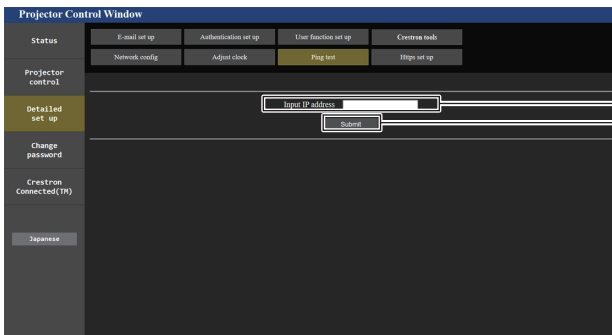 Projector Control Window
Status
E-mail set up
Authentication set up
User function set up
Crestron tools
Network config
Adjust clock
Ping test
Https set up
Projector
control
Detailed
set up
Input IP address
Submit
Change
password
Crestron
Connected(TM)
Japanese